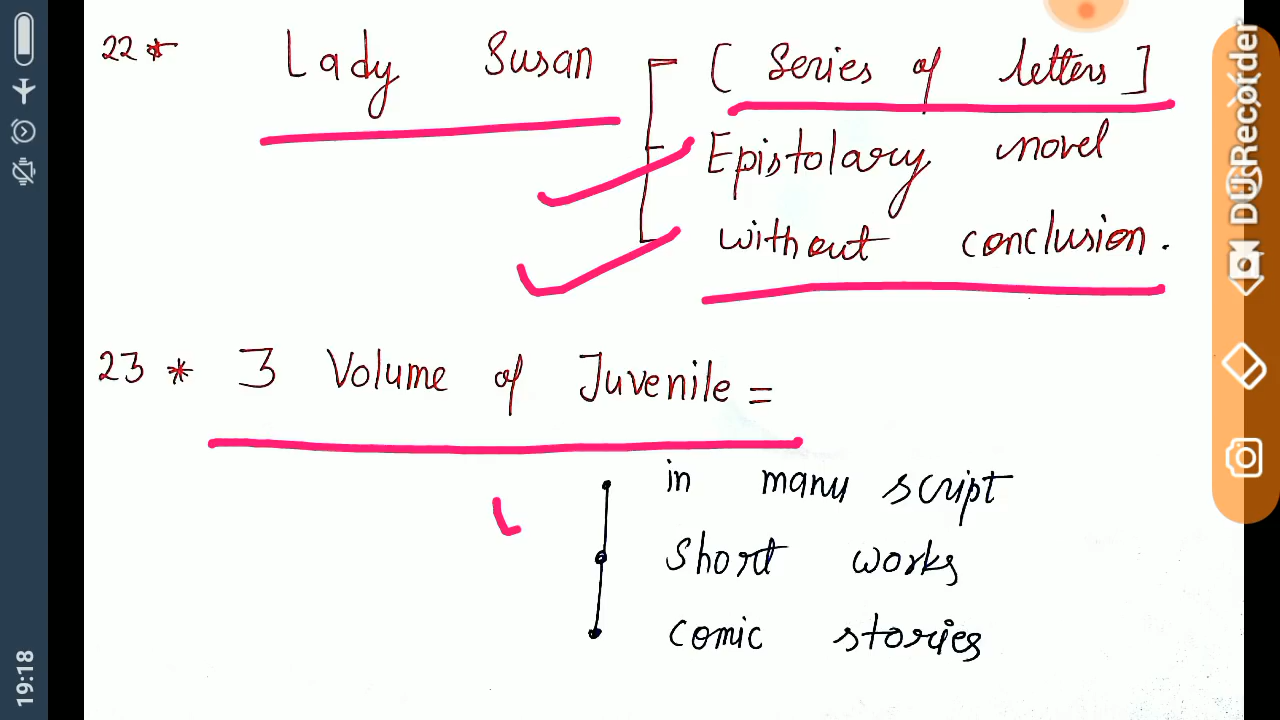 22* Lady Susan [ Series of letters ]
Epistolary novel
without conclusion.
23 * 3 Volume of Juvenile =
in manu script
Short works
comic stories
DU Recorder
19:18